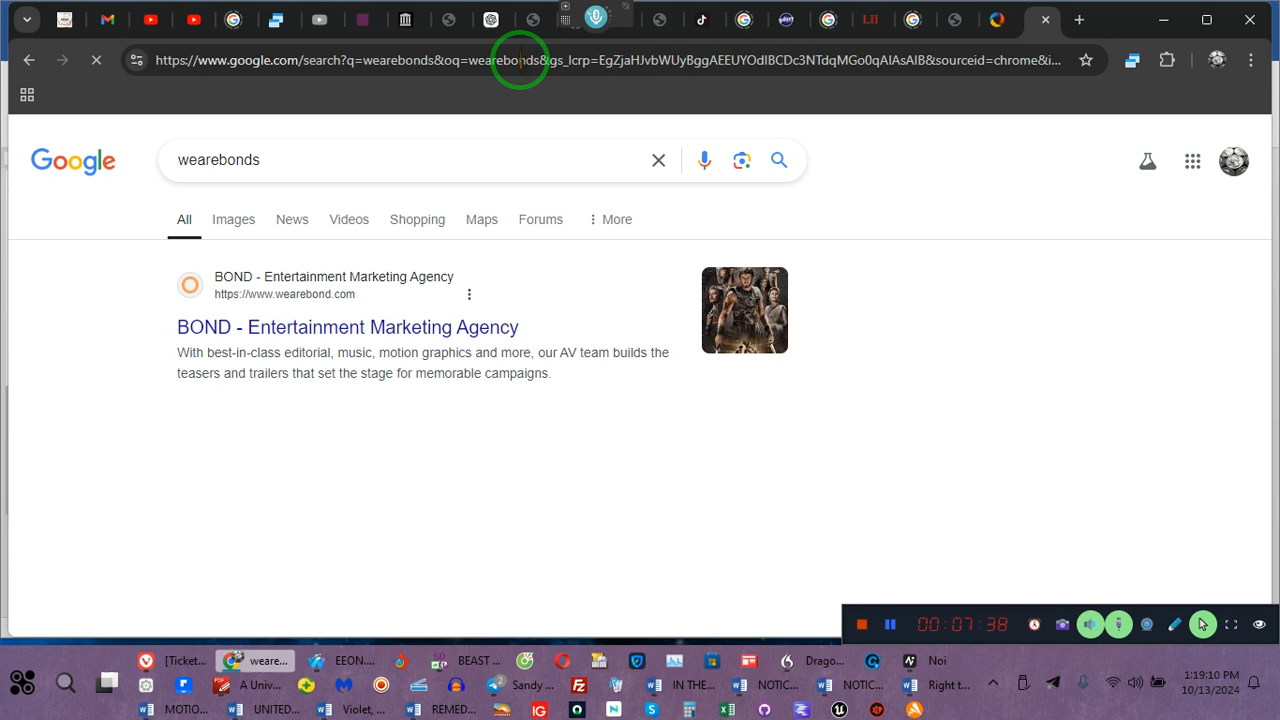 LII
https://www.google.com/search?q=wearebonds&oq=wearebonds&gs_lcrp=EgZjaHJvbWUyBggAEEUYOdIBCDc3NTdqMGo0qAIAsAIB&sourceid=chrome&i...
Google
wearebonds
All Images News Videos Shopping Maps Forums More
BOND - Entertainment Marketing Agency
https://www.wearebond.com
BOND - Entertainment Marketing Agency
With best-in-class editorial, music, motion graphics and more, our AV team builds the
teasers and trailers that set the stage for memorable campaigns.
00:07:38
[Ticket... weare... EEON.... BEAST ... Drago... Noi
A Univ... Sandy ... IN THE... NOTIC... NOTIC... Right t...
MOTIO... UNITED... Violet, ... REMED... IG
1:19:10 PM
10/13/2024